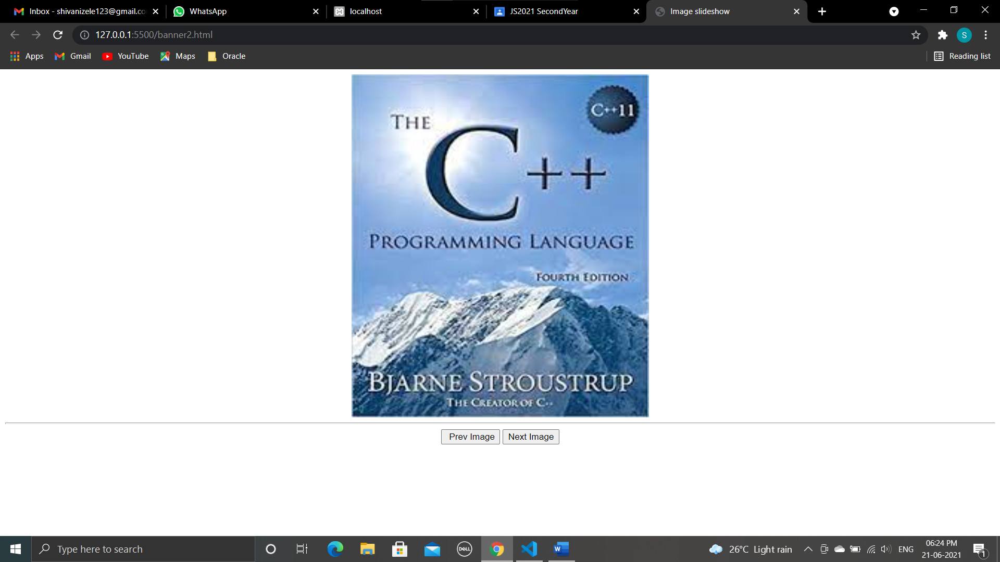 Inbox - shivanizele123@gmail.co
WhatsApp
localhost
JS2021 SecondYear
Image slideshow
127.0.0.1:5500/banner2.html
S
Apps
Gmail
YouTube
Maps
Oracle
Reading list
C++11
THE
C++
PROGRAMMING LANGUAGE
FOURTH EDITION
BJARNE STROUSTRUP
THE CREATOR OF C++
Prev Image
Next Image
Type here to search
DELL
W
26°C Light rain
ENG
06:24 PM
21-06-2021
1